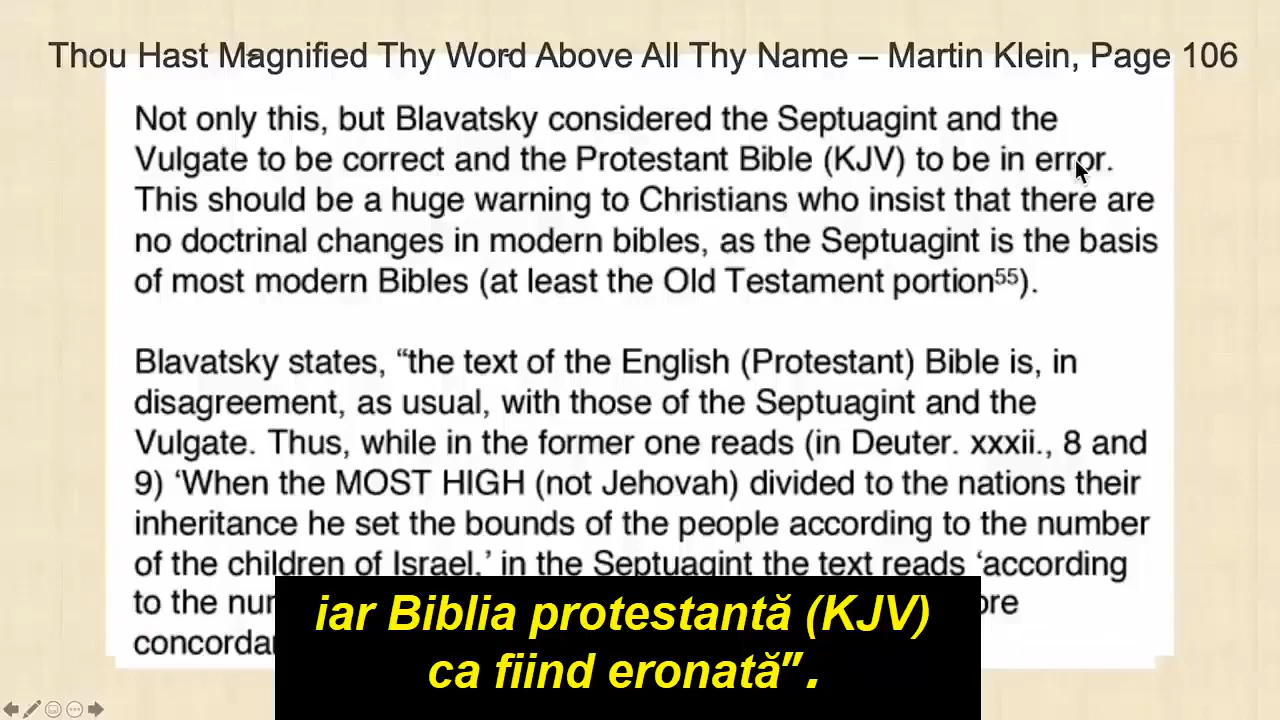 Thou Hast Magnified Thy Word Above All Thy Name – Martin Klein, Page 106
Not only this, but Blavatsky considered the Septuagint and the
Vulgate to be correct and the Protestant Bible (KJV) to be in error.
This should be a huge warning to Christians who insist that there are
no doctrinal changes in modern bibles, as the Septuagint is the basis
of most modern Bibles (at least the Old Testament portion⁵⁵).
Blavatsky states, “the text of the English (Protestant) Bible is, in
disagreement, as usual, with those of the Septuagint and the
Vulgate. Thus, while in the former one reads (in Deuter. xxxii., 8 and
9) ‘When the MOST HIGH (not Jehovah) divided to the nations their
inheritance he set the bounds of the people according to the number
of the children of Israel,’ in the Septuagint the text reads ‘according
to the
iar Biblia protestantă (KJV)
ca fiind eronată”.